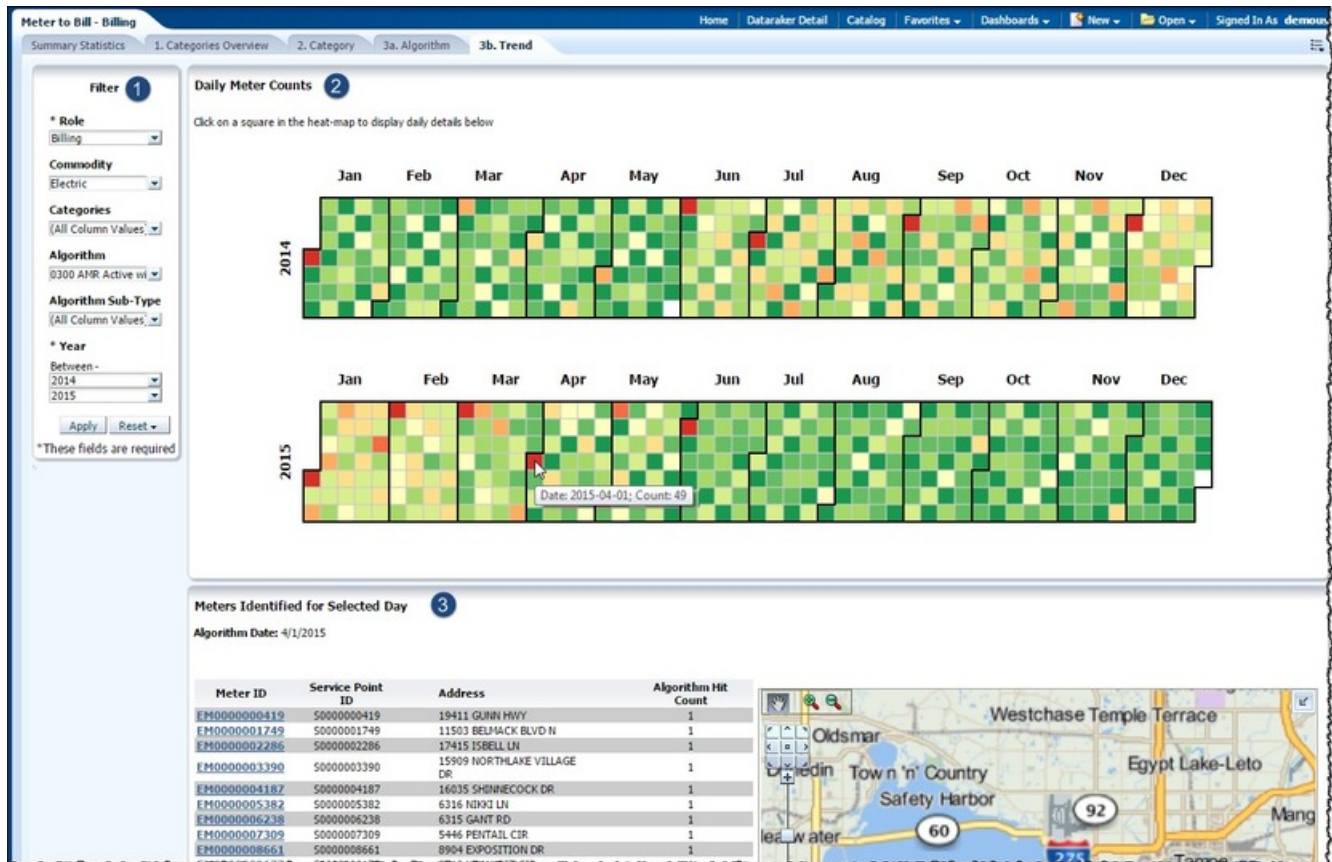 Meter to Bill - Billing
Home Dataraker Detail Catalog Favorites Dashboards New Open Signed In As
Summary Statistics 1. Categories Overview 2. Category 3a. Algorithm 3b. Trend
Filter 1
* Role
Billing
Commodity
Electric
Categories
(All Column Values)
Algorithm
0300 AMR Active wi
Algorithm Sub-Type
(All Column Values)
* Year
Between -
2014
2015
Apply Reset
*These fields are required
Daily Meter Counts 2
Click on a square in the heat-map to display daily details below
Jan Feb Mar Apr May Jun Jul Aug Sep Oct Nov Dec
2014
Jan Feb Mar Apr May Jun Jul Aug Sep Oct Nov Dec
2015
Date: 2015-04-01; Count: 49
Meters Identified for Selected Day 3
Algorithm Date: 4/1/2015
Meter ID Service Point ID Address Algorithm Hit Count
EM0000000419 S0000000419 19411 GUNN HWY 1
EM0000001749 S0000001749 11503 BELMACK BLVD N 1
EM0000002286 S0000002286 17415 ISBELL LN 1
EM0000003390 S0000003390 15909 NORTHLAKE VILLAGE DR 1
EM0000004187 S0000004187 16035 SHINNECOCK DR 1
EM0000005382 S0000005382 6316 NIKKI LN 1
EM0000006238 S0000006238 6315 GANT RD 1
EM0000007309 S0000007309 5446 PENTAIL CIR 1
EM0000008661 S0000008661 8904 EXPOSITION DR 1
Westchase Temple Terrace
Oldsmar
Town 'n' Country
Egypt Lake-Leto
Safety Harbor
92
Mang
60
275
Tampa